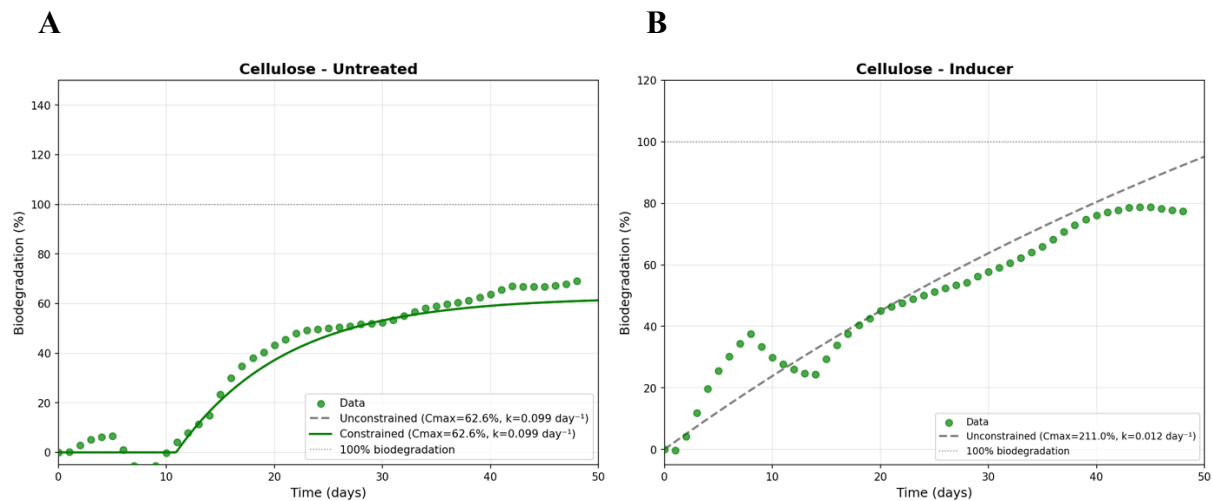 A
Cellulose - Untreated
140
120
100
80
60
40
20
0
0
10
20
30
40
50
Biodegradation (%)
Time (days)
Data
Unconstrained (Cmax=62.6%, k=0.099 day⁻¹)
Constrained (Cmax=62.6%, k=0.099 day⁻¹)
100% biodegradation
B
Cellulose - Inducer
120
100
80
60
40
20
0
0
10
20
30
40
50
Biodegradation (%)
Time (days)
Data
Unconstrained (Cmax=211.0%, k=0.012 day⁻¹)
100% biodegradation